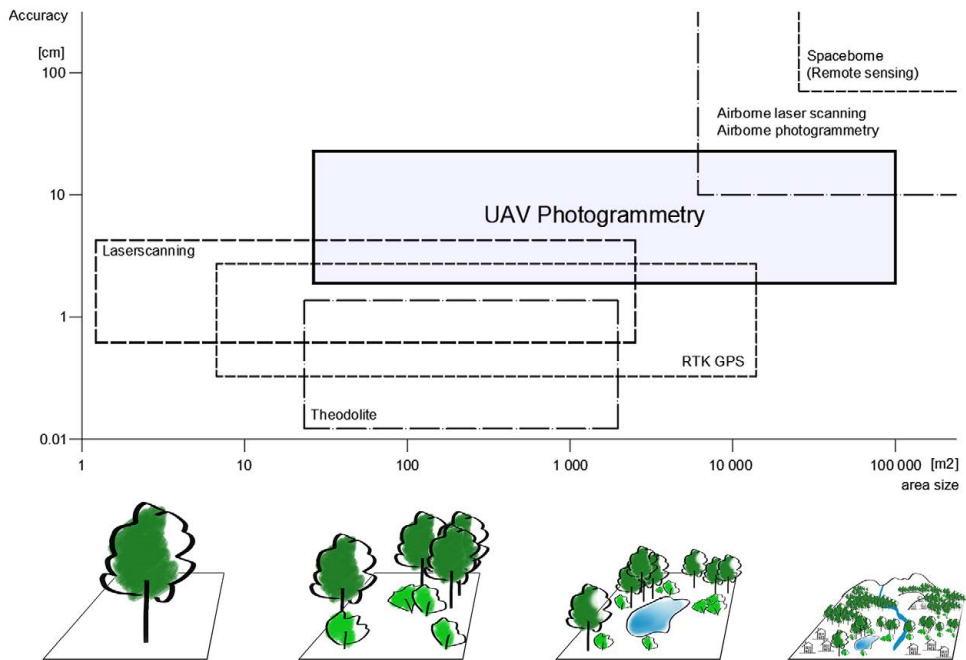 Accuracy
[cm]
100
10
1
0.01
Spaceborne
(Remote sensing)
Airborne laser scanning
Airborne photogrammetry
UAV Photogrammetry
Laserscanning
RTK GPS
Theodolite
1
10
100
1 000
10 000
100 000
[m2]
area size